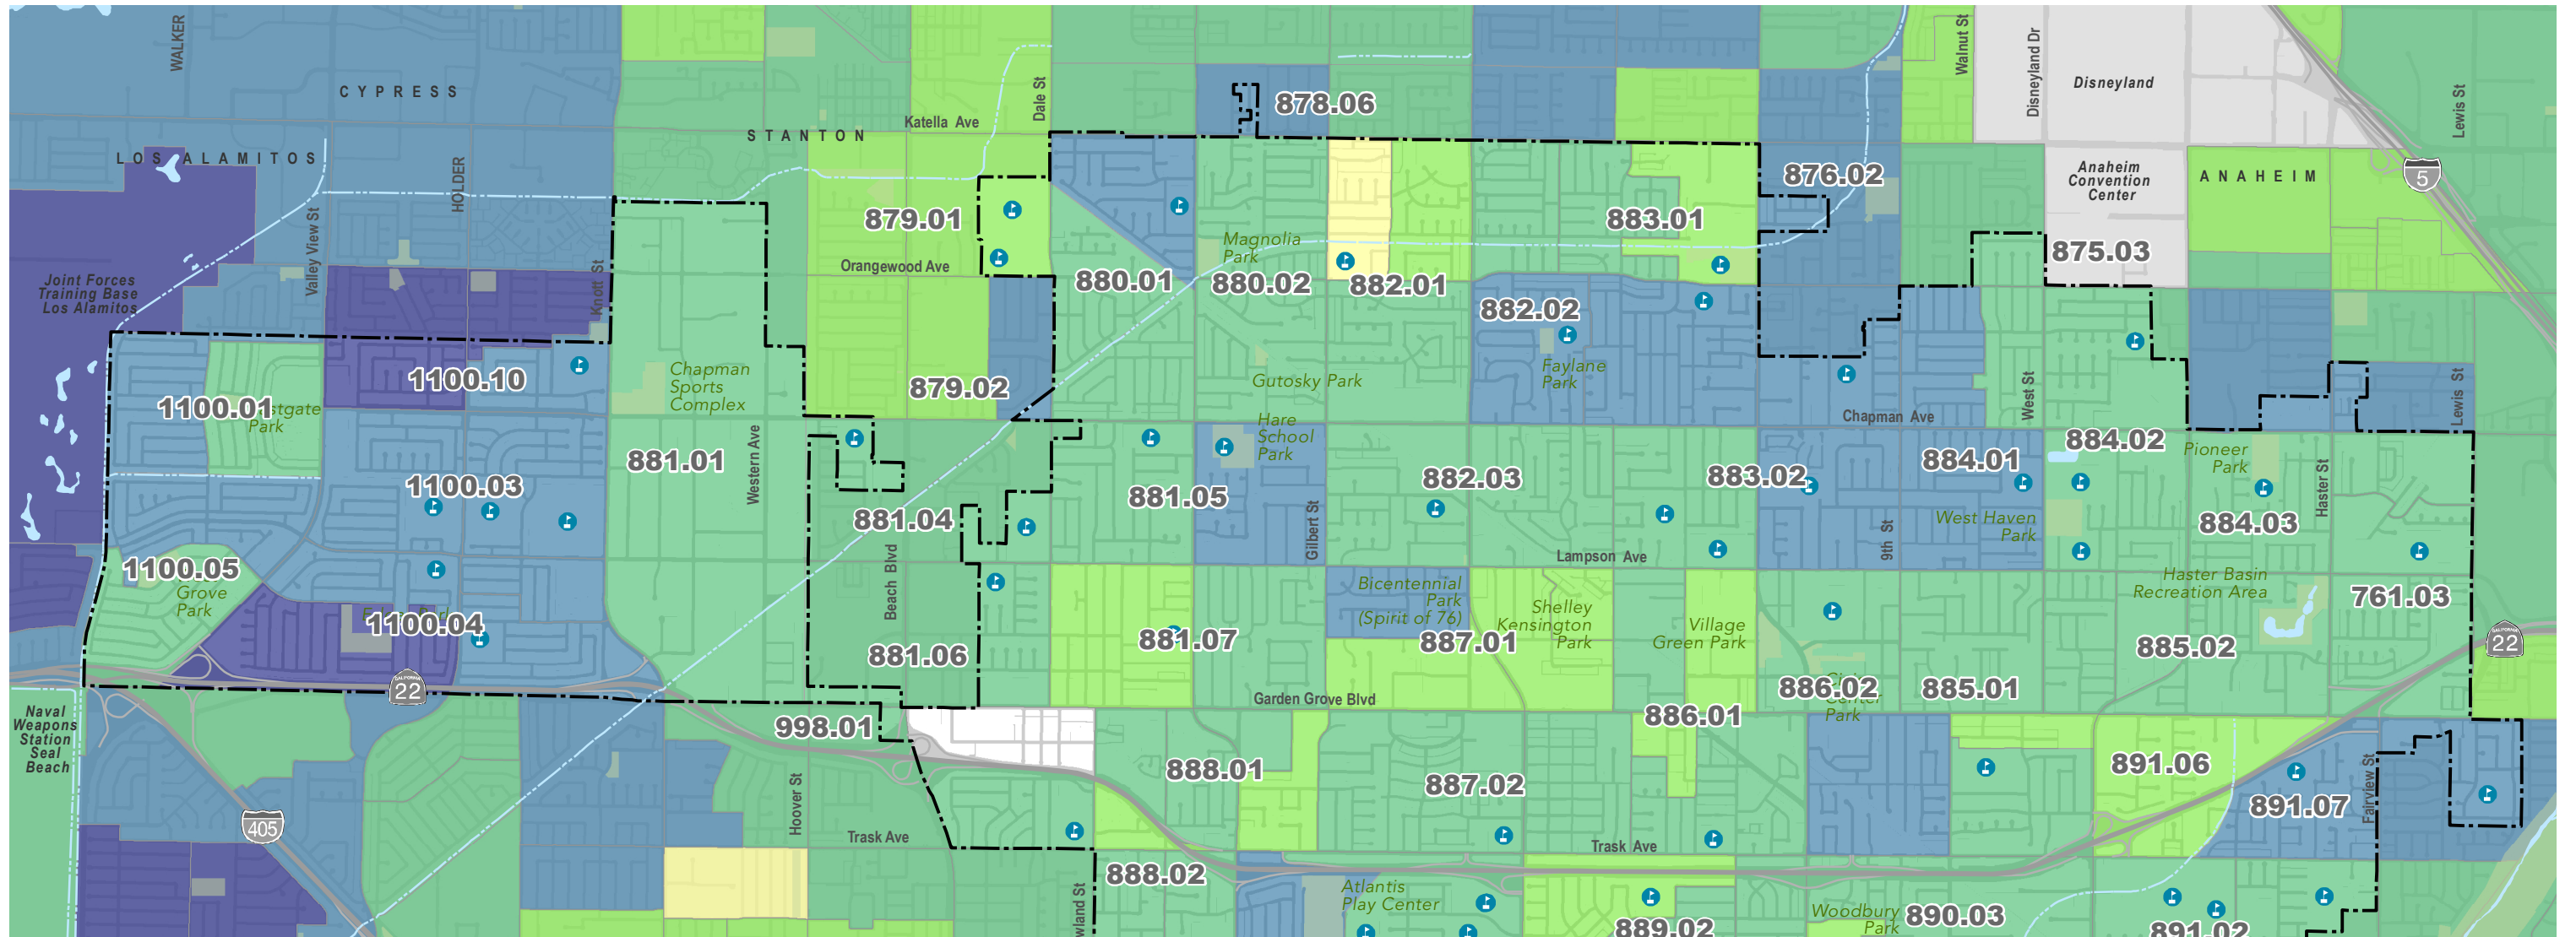 WALKER
CYPRESS
LOS ALAMITOS
HOLDER
Valley View St
Knott St
Joint Forces
Training Base
Los Alamitos
STANTON
Katella Ave
Dale St
878.06
Walnut St
Disneyland Dr
Disneyland
Lewis St
5
Anaheim
Convention
Center
ANAHEIM
876.02
879.01
Orangewood Ave
Magnolia
Park
883.01
875.03
880.01
880.02
882.01
882.02
1100.01
Park
1100.10
Chapman
Sports
Complex
879.02
Gutosky Park
Faylane
Park
West St
Lewis St
Chapman Ave
Hare
School
Park
1100.03
881.01
Western Ave
881.04
881.05
Gilbert St
882.03
883.02
884.01
884.02
Pioneer
Park
Haster St
884.03
West Haven
Park
9th St
Lampson Ave
1100.05
Grove
Park
1100.04
22
Beach Blvd
881.06
881.07
Bicentennial
Park
(Spirit of 76)
887.01
Shelley
Kensington
Park
Village
Green Park
Haster Basin
Recreation Area
761.03
CALIFORNIA
22
885.02
886.02
Center
Park
885.01
Garden Grove Blvd
886.01
Naval
Weapons
Station
Seal
Beach
998.01
888.01
887.02
891.06
891.07
Fairview St
405
Hoover St
Trask Ave
Trask Ave
888.02
Atlantis
Play Center
889.02
Woodbury
Park
890.03
891.02